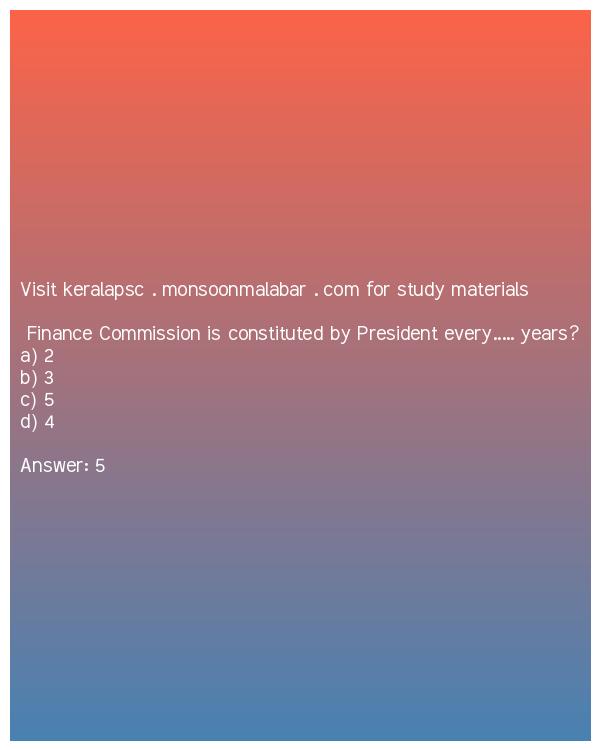 Visit keralapsc . monsoonmalabar . com for study materials
Finance Commission is constituted by President every..... years?
a) 2
b) 3
c) 5
d) 4
Answer: 5